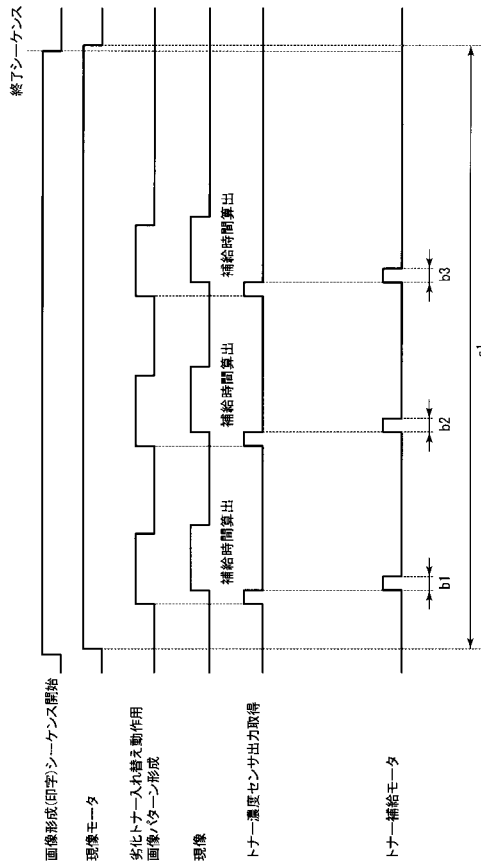 終了シーケンス
画像形成(印字)シーケンス開始
現像モータ
劣化トナー入れ替え動作用
画像パターン形成
現像
補給時間算出
補給時間算出
補給時間算出
トナー濃度センサ出力取得
トナー補給モータ
b1
b2
b3